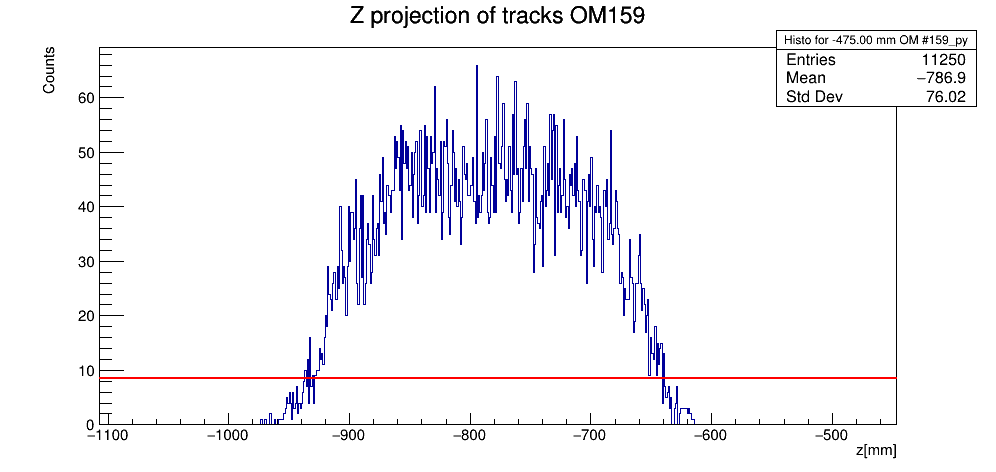 Z projection of tracks OM159
Histo for -475.00 mm OM #159_py
Entries 11250
Mean −786.9
Std Dev 76.02
Counts
60
50
40
30
20
10
0
−1100 −1000 −900 −800 −700 −600 −500
z[mm]